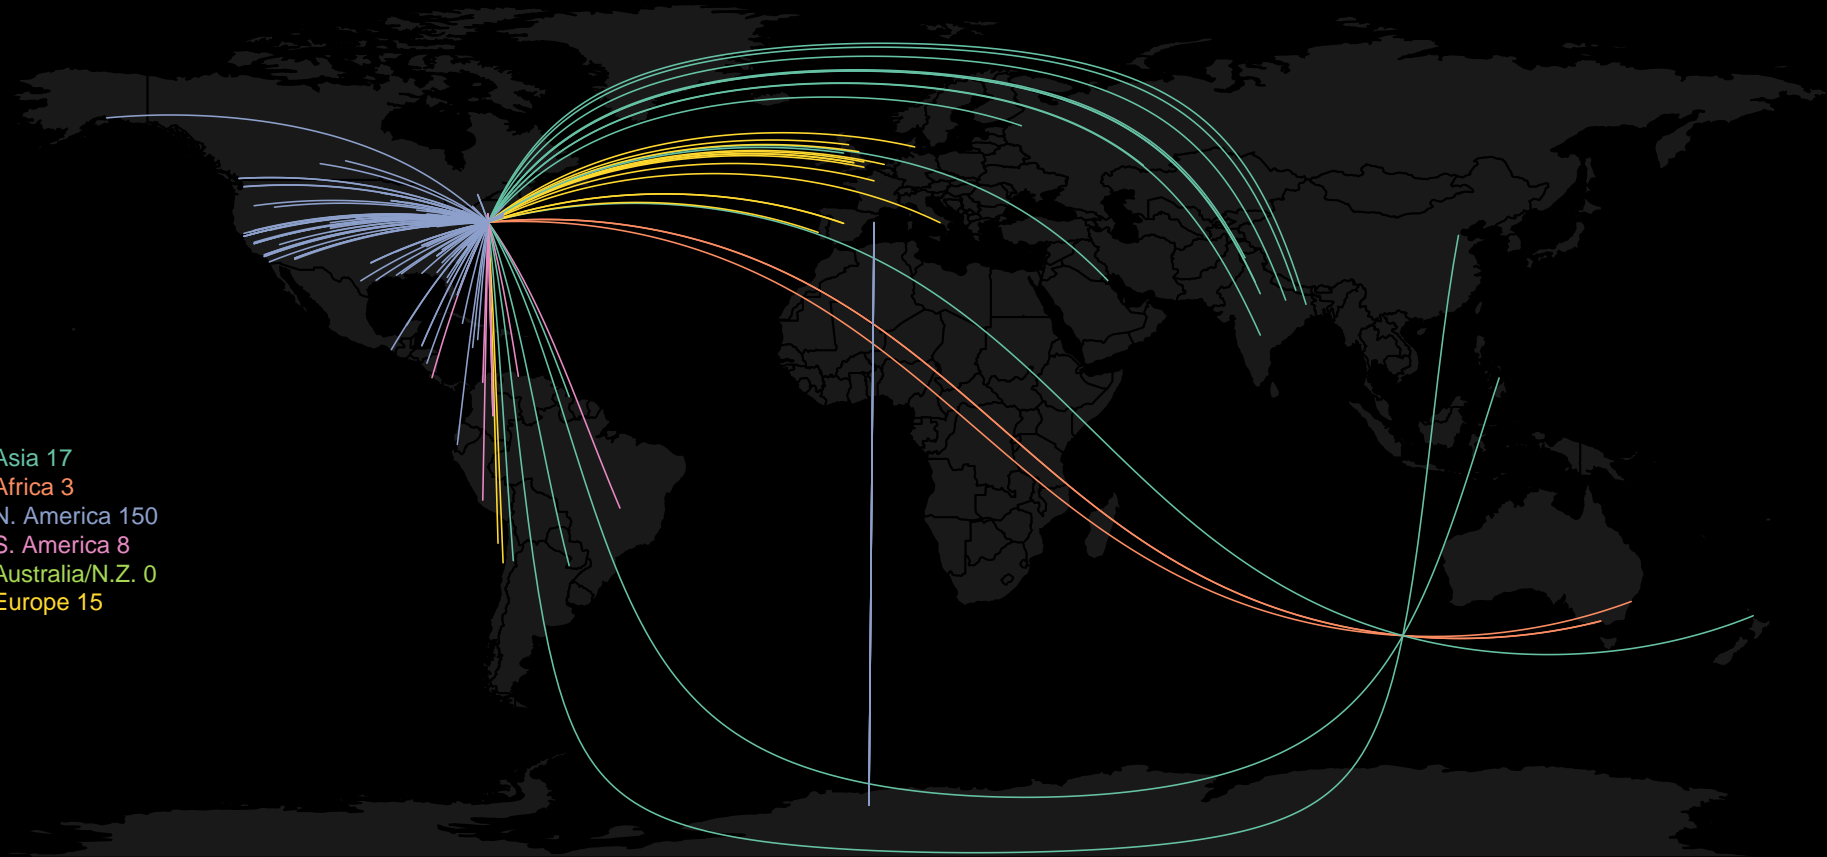 Asia 17
Africa 3
N. America 150
S. America 8
Australia/N.Z. 0
Europe 15